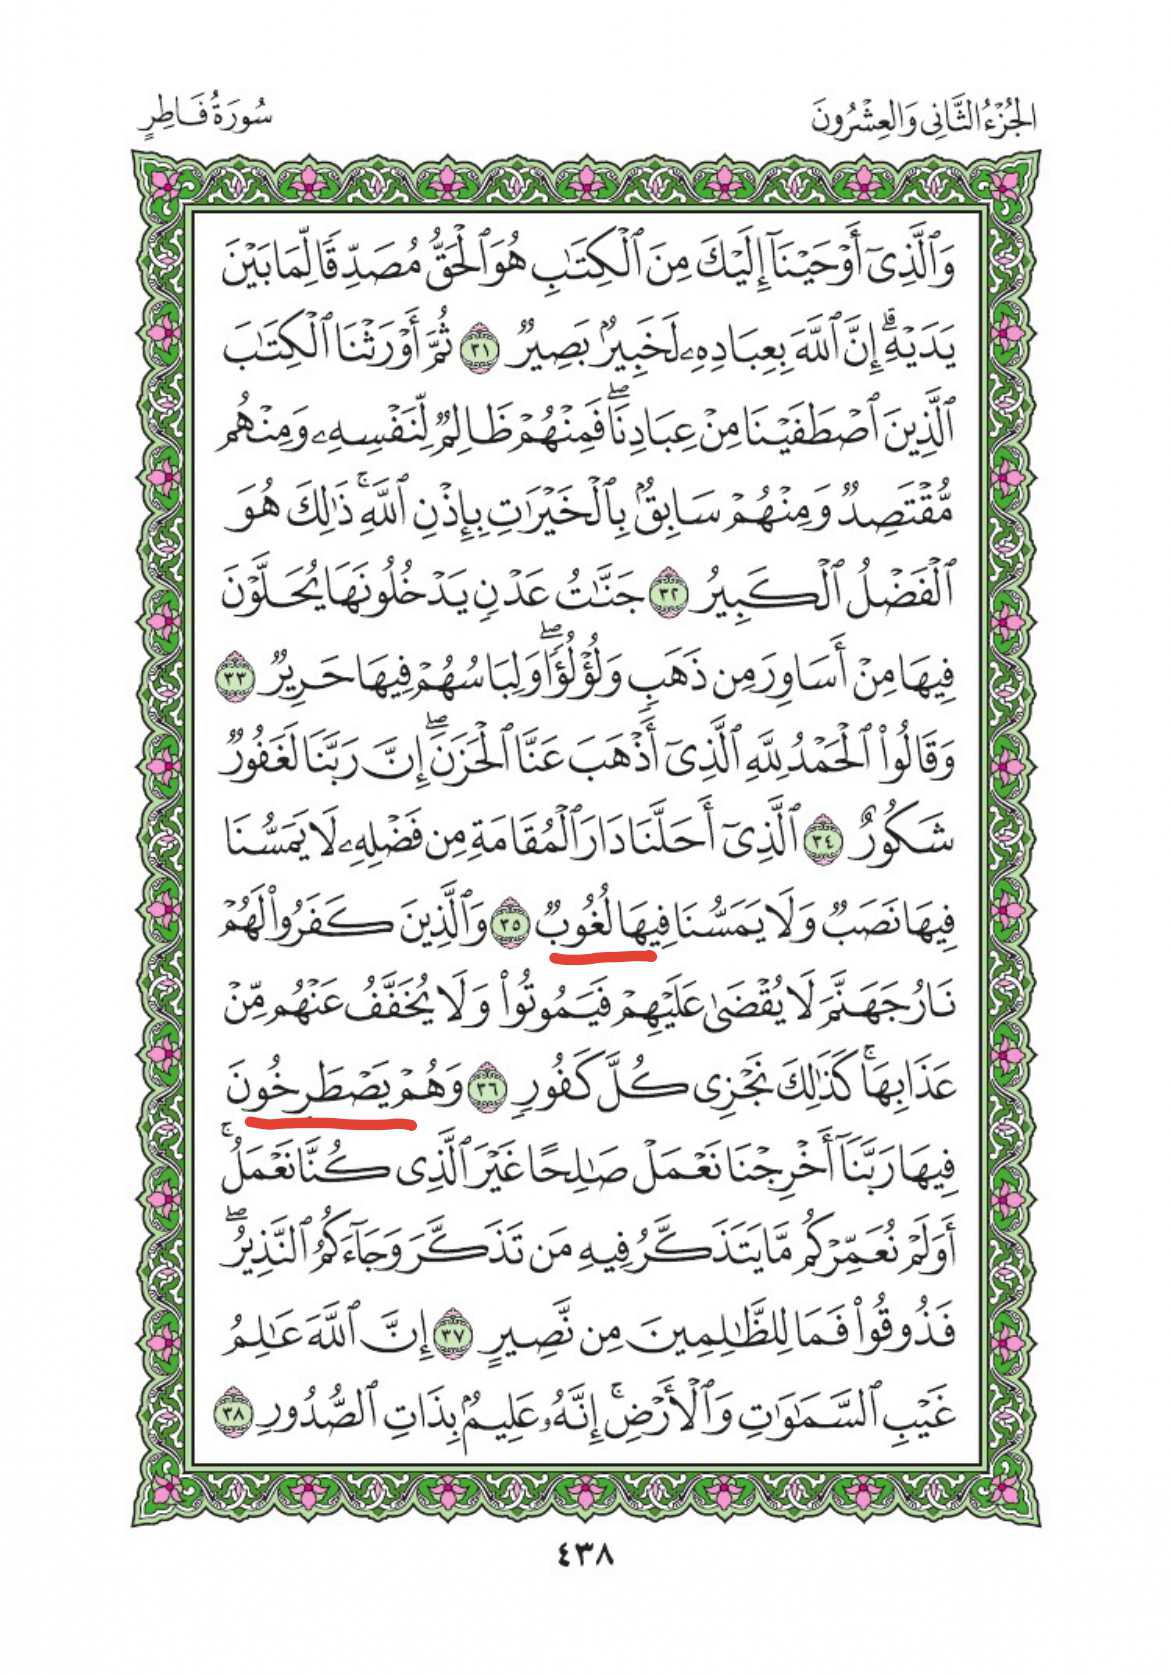 الجُزْءُ الثَّانِي وَالعِشْرُونَ
سُورَةُ فَاطِرٍ
وَٱلَّذِىٓ أَوْحَيْنَآ إِلَيْكَ مِنَ ٱلْكِتَٰبِ هُوَ ٱلْحَقُّ مُصَدِّقًا لِّمَا بَيْنَ
يَدَيْهِۗ إِنَّ ٱللَّهَ بِعِبَادِهِۦ لَخَبِيرٌۢ بَصِيرٌ ٣١ ثُمَّ أَوْرَثْنَا ٱلْكِتَٰبَ
ٱلَّذِينَ ٱصْطَفَيْنَا مِنْ عِبَادِنَاۖ فَمِنْهُمْ ظَالِمٌ لِّنَفْسِهِۦ وَمِنْهُم
مُّقْتَصِدٌ وَمِنْهُمْ سَابِقٌۢ بِٱلْخَيْرَٰتِ بِإِذْنِ ٱللَّهِۚ ذَٰلِكَ هُوَ
ٱلْفَضْلُ ٱلْكَبِيرُ ٣٢ جَنَّٰتُ عَدْنٍ يَدْخُلُونَهَا يُحَلَّوْنَ
فِيهَا مِنْ أَسَاوِرَ مِن ذَهَبٍ وَلُؤْلُؤًاۖ وَلِبَاسُهُمْ فِيهَا حَرِيرٌ ٣٣
وَقَالُوا۟ ٱلْحَمْدُ لِلَّهِ ٱلَّذِىٓ أَذْهَبَ عَنَّا ٱلْحَزَنَۖ إِنَّ رَبَّنَا لَغَفُورٌ
شَكُورٌ ٣٤ ٱلَّذِىٓ أَحَلَّنَا دَارَ ٱلْمُقَامَةِ مِن فَضْلِهِۦ لَا يَمَسُّنَا
فِيهَا نَصَبٌ وَلَا يَمَسُّنَا فِيهَا لُغُوبٌ ٣٥ وَٱلَّذِينَ كَفَرُوا۟ لَهُمْ
نَارُ جَهَنَّمَ لَا يُقْضَىٰ عَلَيْهِمْ فَيَمُوتُوا۟ وَلَا يُخَفَّفُ عَنْهُم مِّنْ
عَذَابِهَاۚ كَذَٰلِكَ نَجْزِى كُلَّ كَفُورٍ ٣٦ وَهُمْ يَصْطَرِخُونَ
فِيهَا رَبَّنَآ أَخْرِجْنَا نَعْمَلْ صَٰلِحًا غَيْرَ ٱلَّذِى كُنَّا نَعْمَلُۚ
أَوَلَمْ نُعَمِّرْكُم مَّا يَتَذَكَّرُ فِيهِ مَن تَذَكَّرَ وَجَآءَكُمُ ٱلنَّذِيرُۖ
فَذُوقُوا۟ فَمَا لِلظَّٰلِمِينَ مِن نَّصِيرٍ ٣٧ إِنَّ ٱللَّهَ عَٰلِمُ
غَيْبِ ٱلسَّمَٰوَٰتِ وَٱلْأَرْضِۚ إِنَّهُۥ عَلِيمٌۢ بِذَاتِ ٱلصُّدُورِ ٣٨
٤٣٨